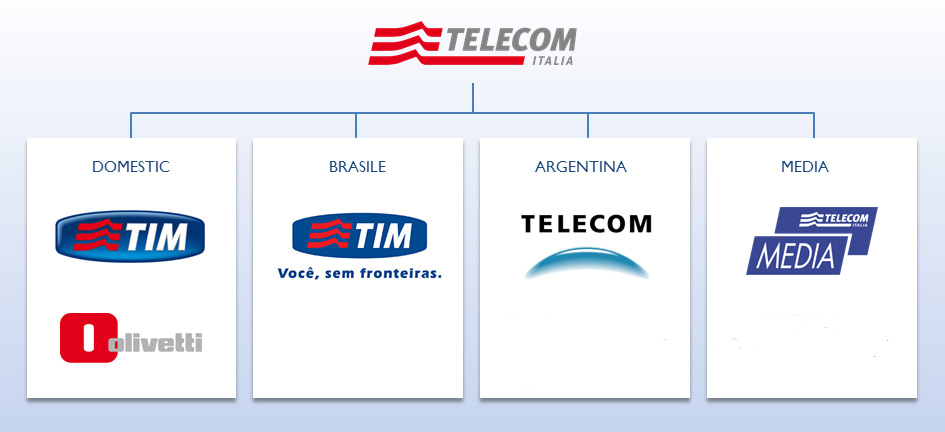 TELECOM
ITALIA
DOMESTIC
BRASILE
ARGENTINA
MEDIA
TIM
olivetti
TIM
Você, sem fronteiras.
TELECOM
TELECOM
ITALIA
MEDIA